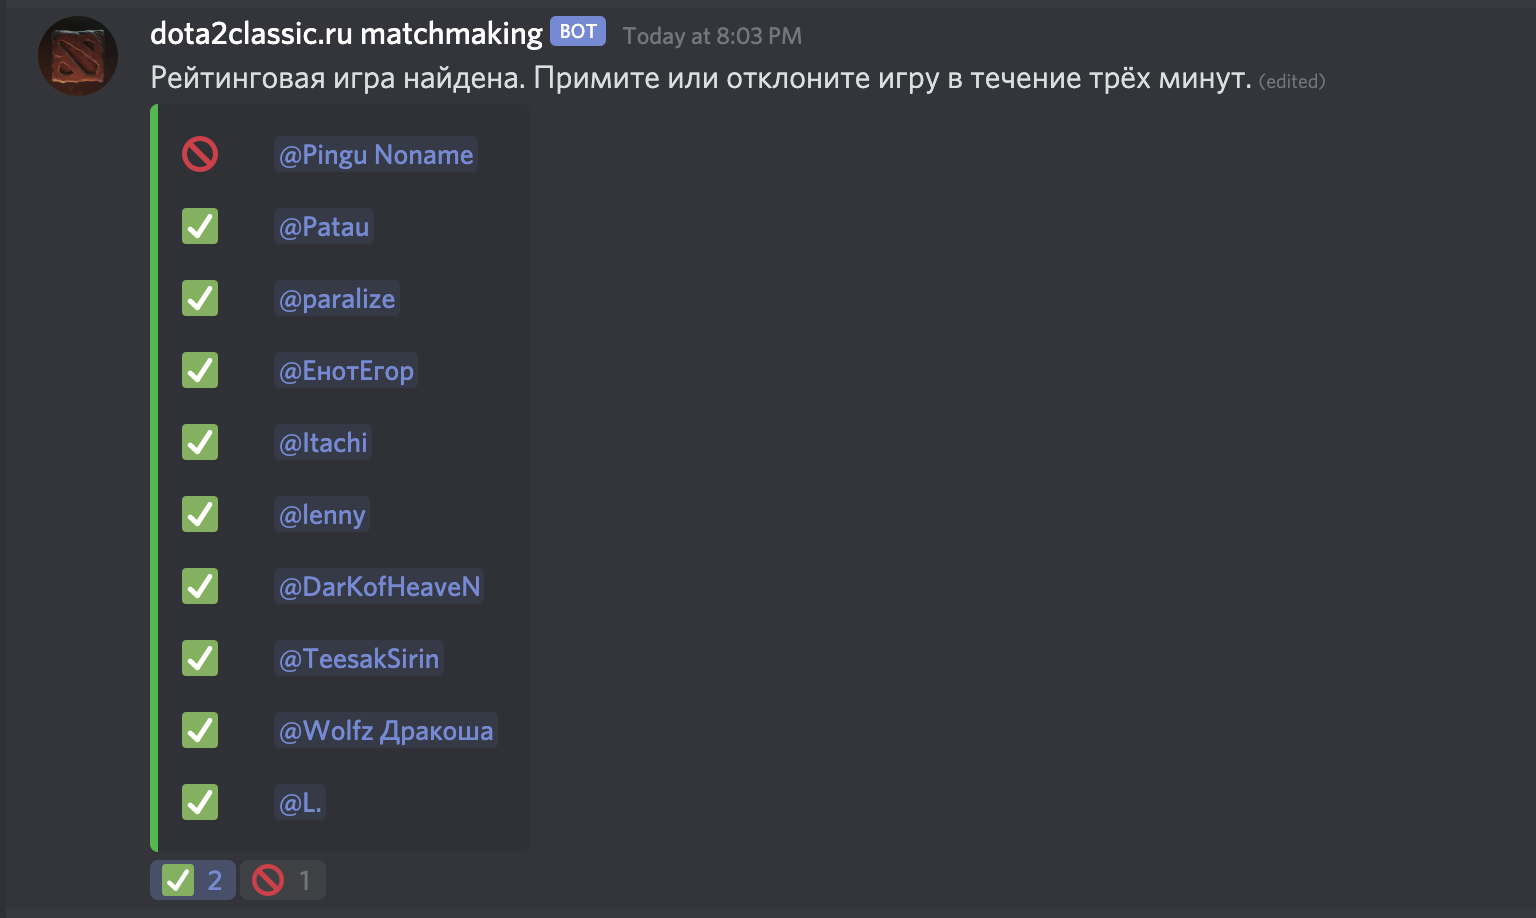 dota2classic.ru matchmaking BOT Today at 8:03 PM
Рейтинговая игра найдена. Примите или отклоните игру в течение трёх минут. (edited)
@Pingu Noname
@Patau
@paralize
@ЕнотЕгор
@Itachi
@lenny
@DarKofHeaveN
@TeesakSirin
@Wolfz Дракоша
@L.
2 1